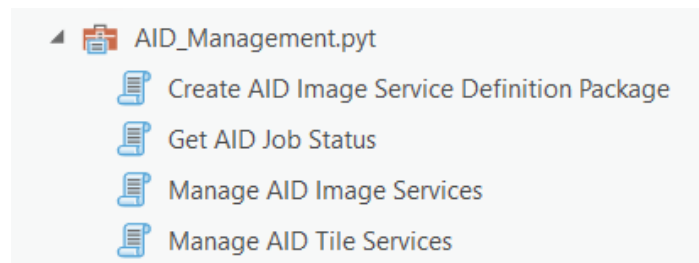 AID_Management.pyt
Create AID Image Service Definition Package
Get AID Job Status
Manage AID Image Services
Manage AID Tile Services